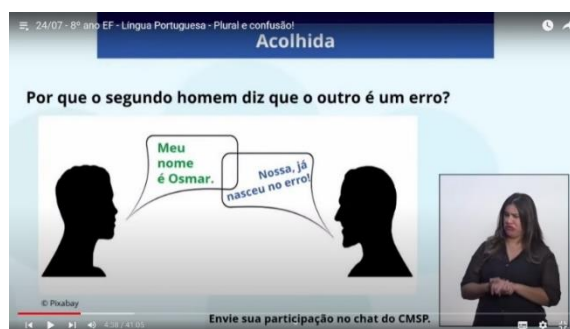 24/07 - 8º ano EF - Língua Portuguesa - Plural e confusão!
Acolhida
Por que o segundo homem diz que o outro é um erro?
Meu
nome
é Osmar.
Nossa, já
nasceu no erro!
© Pixabay
4:58 / 41:05
Envie sua participação no chat do CMSP.